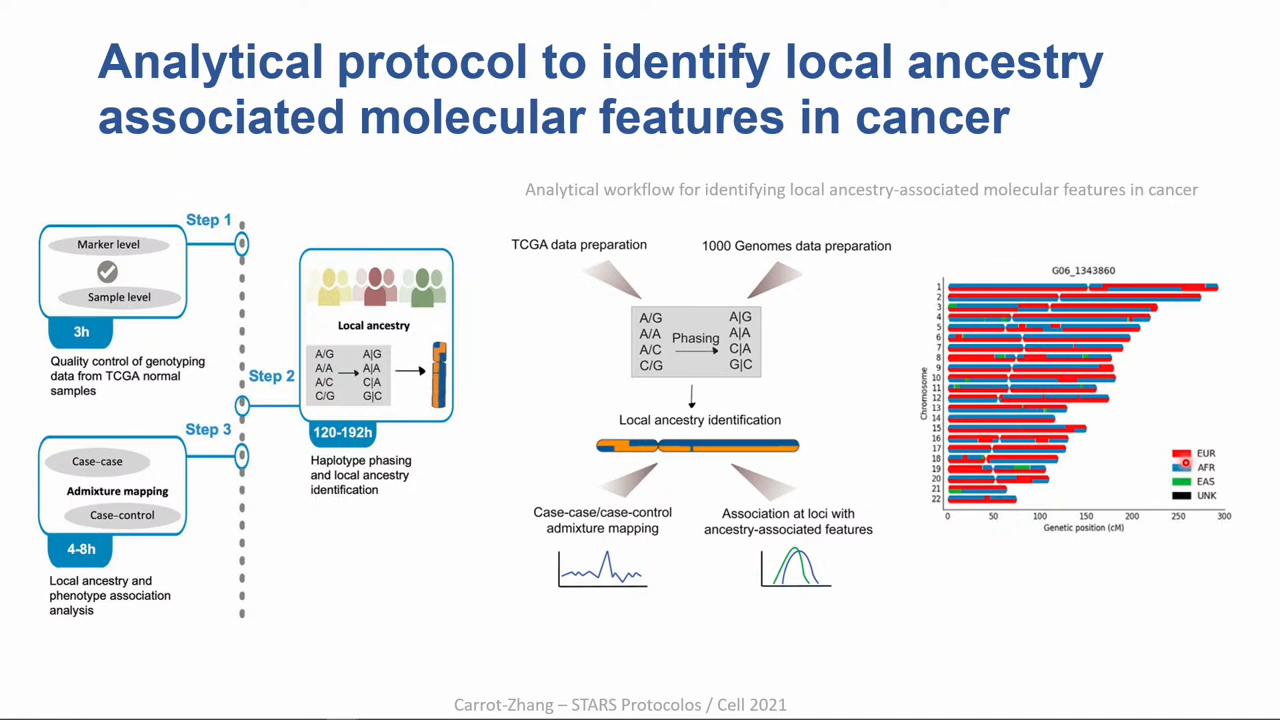 Analytical protocol to identify local ancestry
associated molecular features in cancer
Analytical workflow for identifying local ancestry-associated molecular features in cancer
Step 1
Marker level
Sample level
3h
Quality control of genotyping
data from TCGA normal
samples
Step 2
Local ancestry
A/G A|G
A/A A|A
A/C C|A
C/G G|C
120-192h
Haplotype phasing
and local ancestry
identification
Step 3
Case–case
Admixture mapping
Case–control
4-8h
Local ancestry and
phenotype association
analysis
TCGA data preparation
1000 Genomes data preparation
A/G A|G
A/A A|A
Phasing
A/C C|A
C/G G|C
Local ancestry identification
Case-case/case-control
admixture mapping
Association at loci with
ancestry-associated features
G06_1343860
Chromosome
1
2
3
4
5
6
7
8
9
10
11
12
13
14
15
16
17
18
19
20
21
22
EUR
AFR
EAS
UNK
0 50 100 150 200 250 300
Genetic position (cM)
Carrot-Zhang – STARS Protocolos / Cell 2021